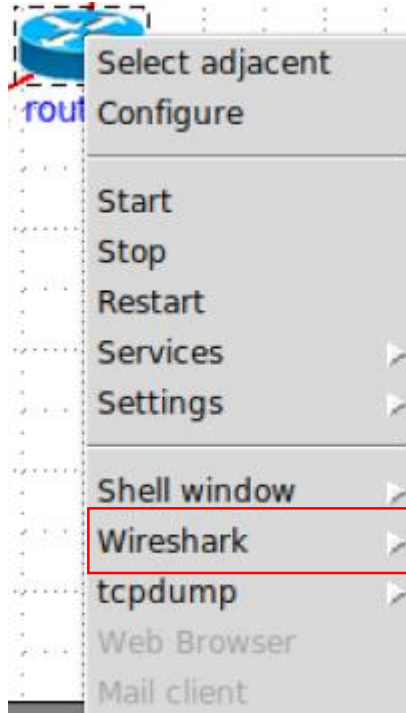 rout
Select adjacent
Configure
Start
Stop
Restart
Services
Settings
Shell window
Wireshark
tcpdump
Web Browser
Mail client